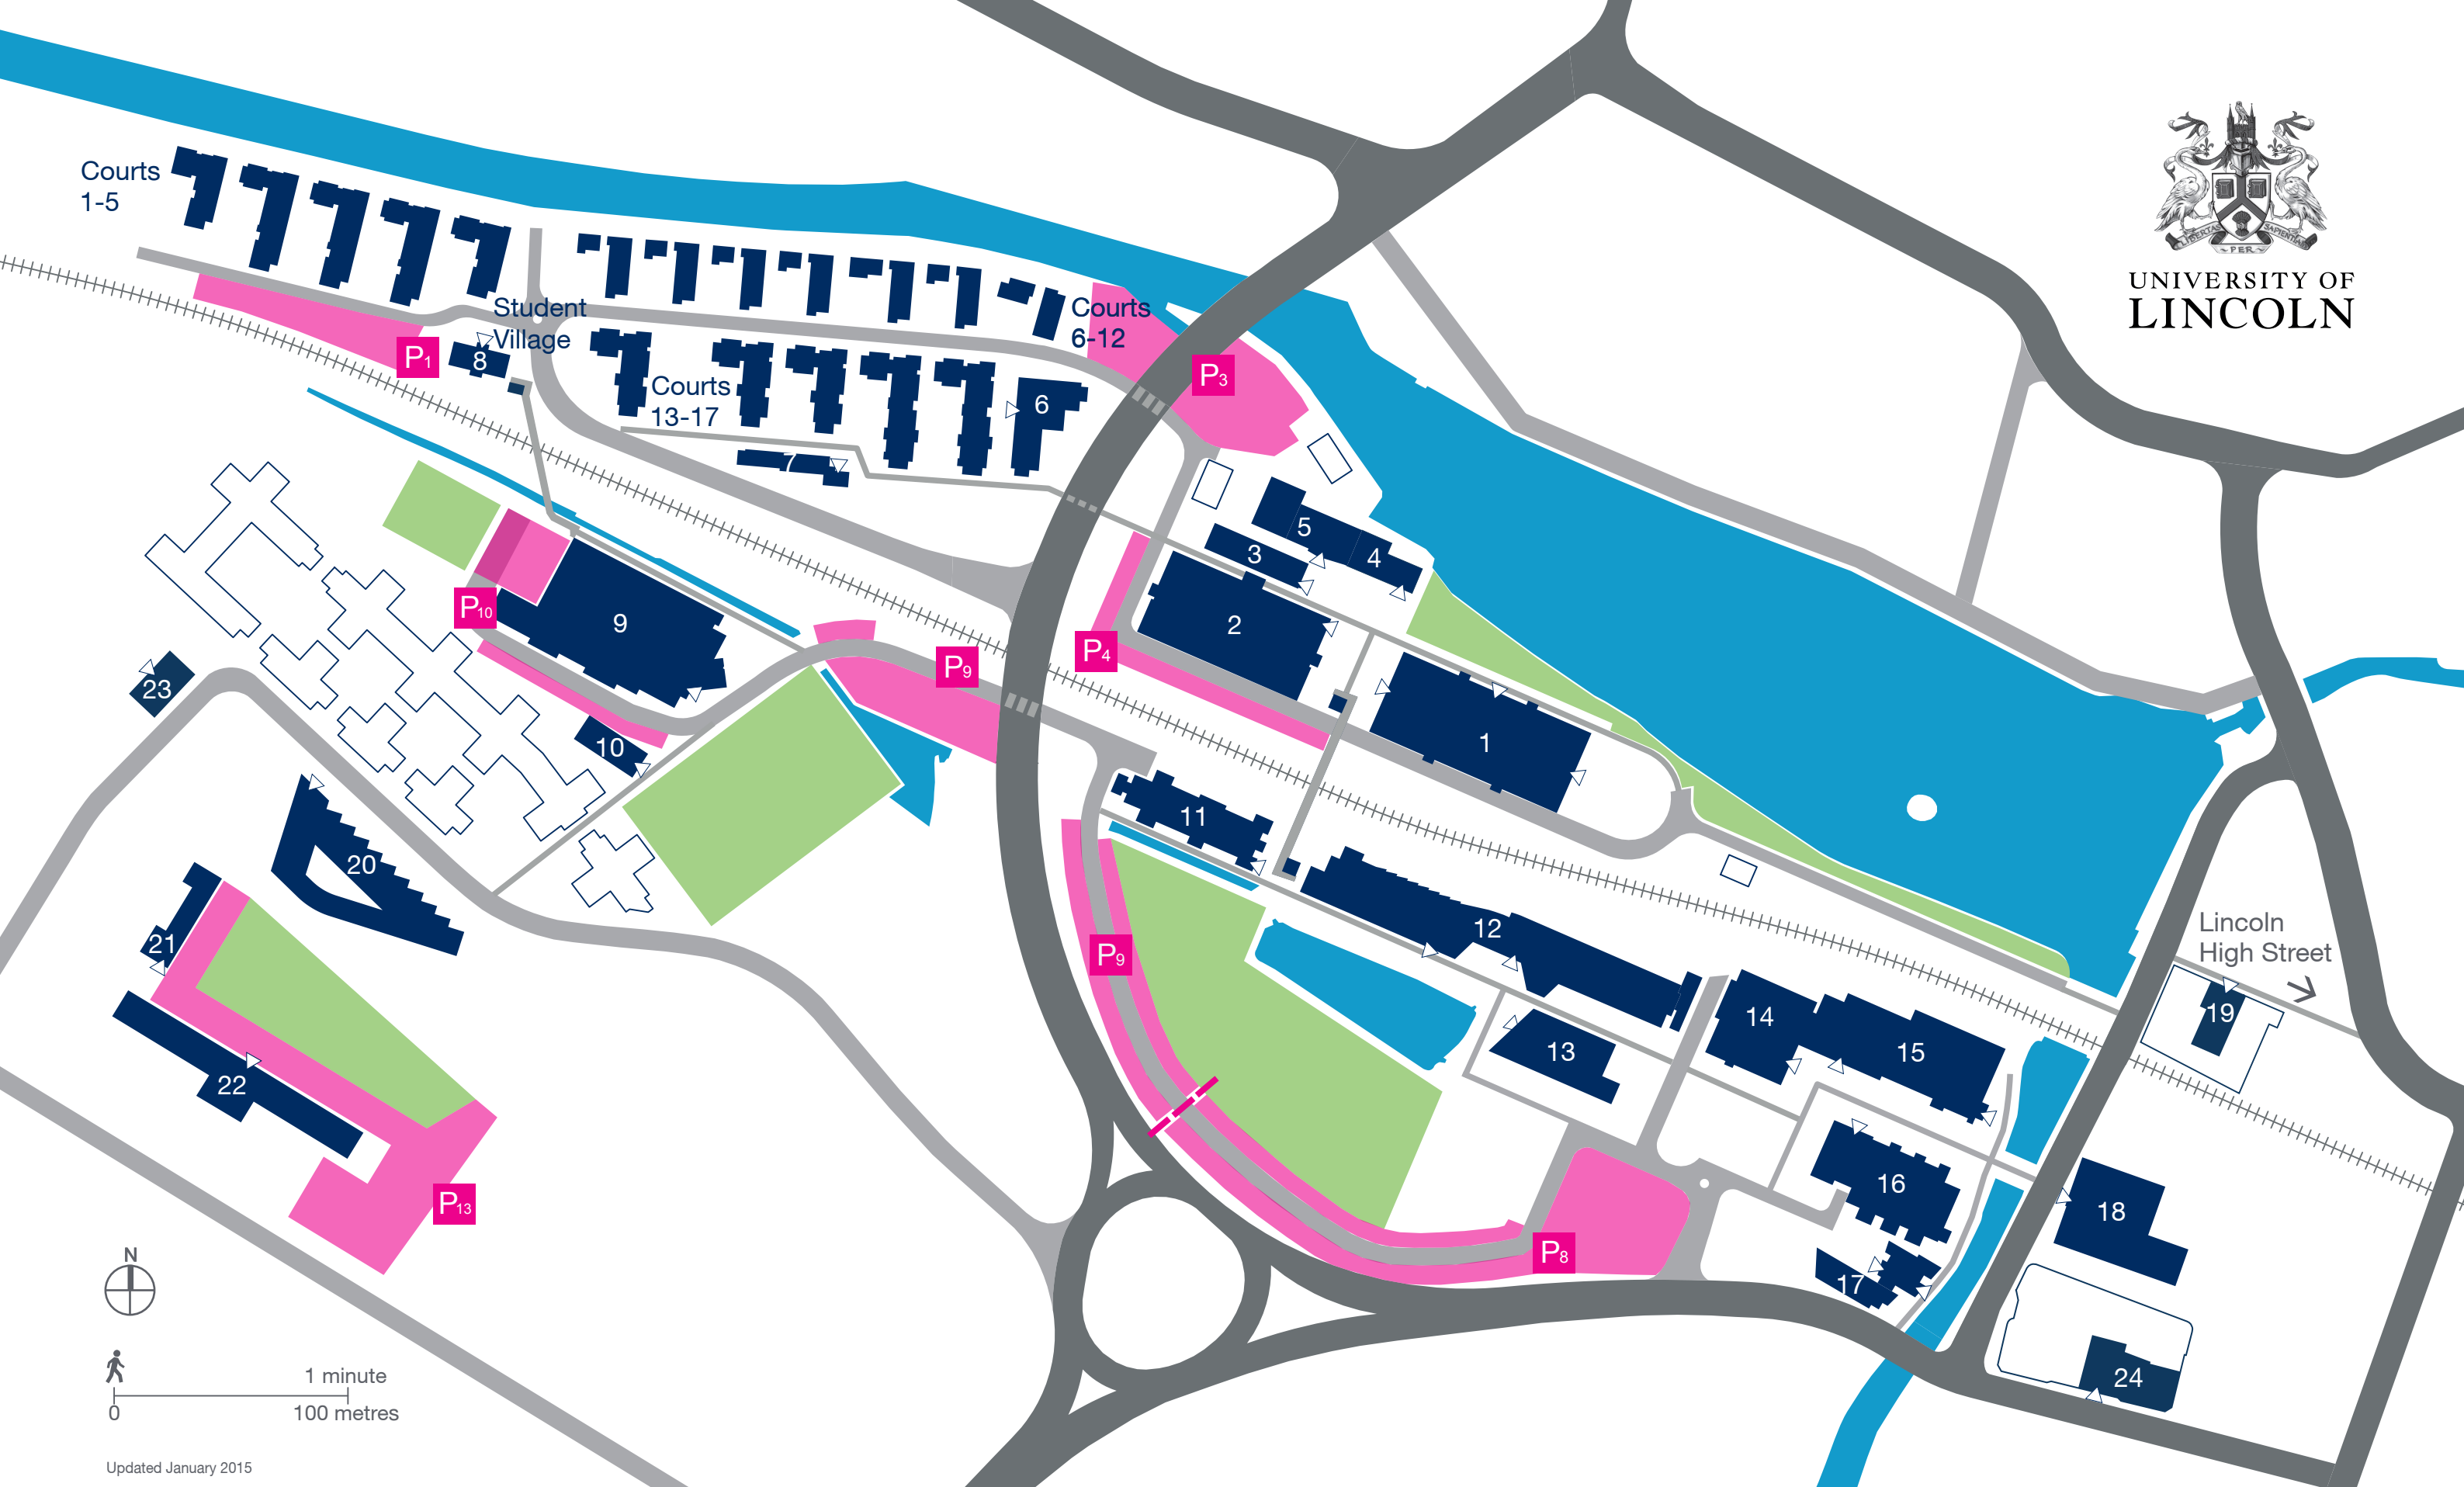 UNIVERSITY OF
LINCOLN
LIBERTAS
PER
SAPIENTIAM
Courts
1-5
Student
Village
Courts
6-12
Courts
13-17
P1
P3
P4
P9
P10
P9
P8
P13
8
6
7
5
3
4
2
9
1
23
10
11
20
12
21
14
19
13
15
22
16
18
17
24
Lincoln
High Street
N
1 minute
0
100 metres
Updated January 2015